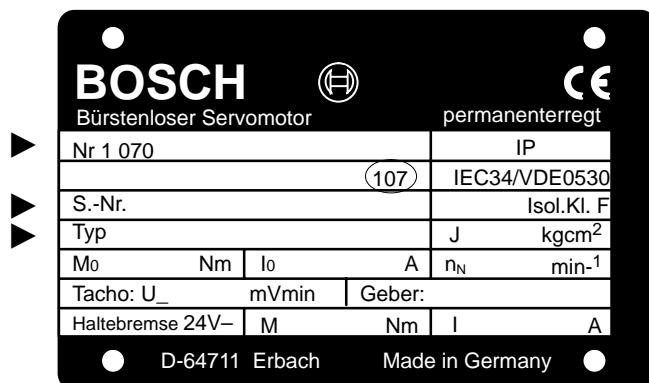 BOSCH CE
Bürstenloser Servomotor permanenterregt
Nr 1 070 IP
107 IEC34/VDE0530
S.-Nr. Isol.Kl. F
Typ J kgcm²
M₀ Nm I₀ A nN min-¹
Tacho: U_ mVmin Geber:
Haltebremse 24V– M Nm I A
D-64711 Erbach Made in Germany